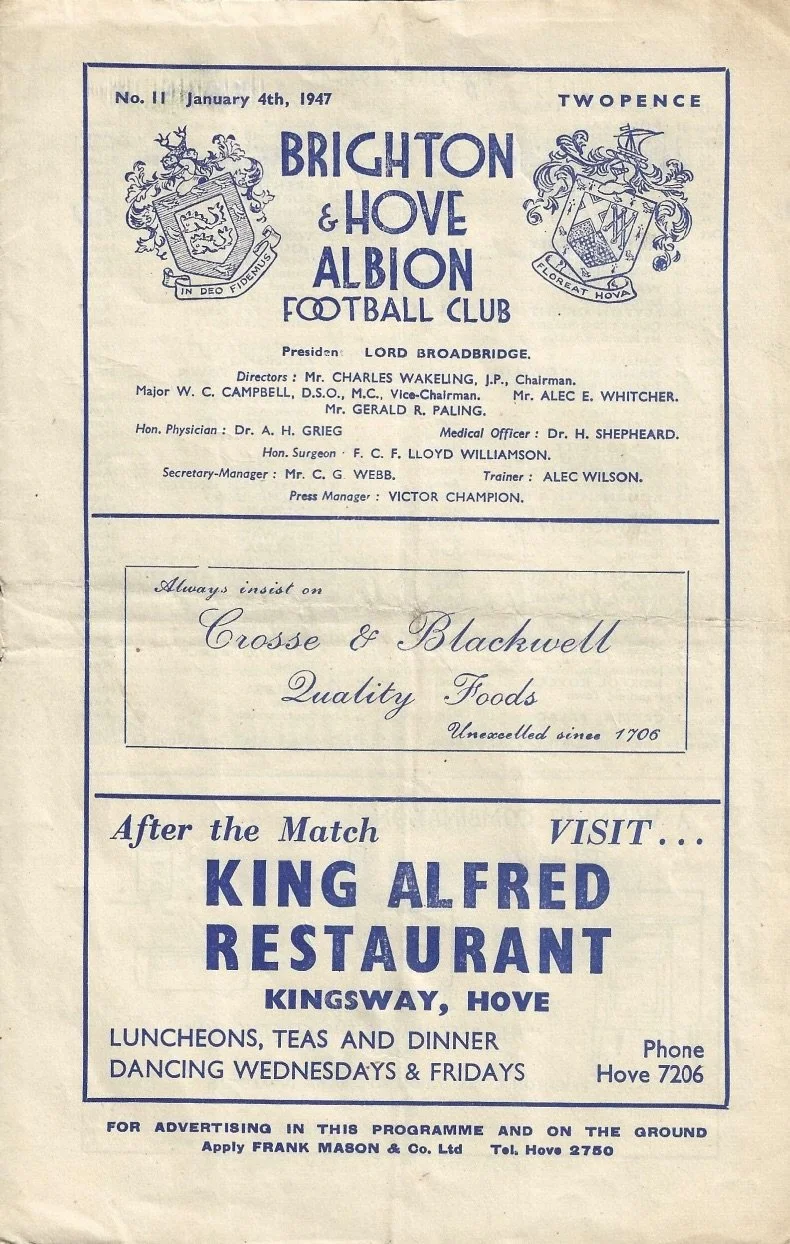 No. 11 January 4th, 1947 TWOPENCE
BRIGHTON
& HOVE
ALBION
FOOTBALL CLUB
IN DEO FIDEMUS
FLOREAT HOVA
President LORD BROADBRIDGE.
Directors : Mr. CHARLES WAKELING, J.P., Chairman.
Major W. C. CAMPBELL, D.S.O., M.C., Vice-Chairman. Mr. ALEC E. WHITCHER.
Mr. GERALD R. PALING.
Hon. Physician : Dr. A. H. GRIEG Medical Officer : Dr. H. SHEPHEARD.
Hon. Surgeon · F. C. F. LLOYD WILLIAMSON.
Secretary-Manager : Mr. C. G. WEBB. Trainer : ALEC WILSON.
Press Manager : VICTOR CHAMPION.
Always insist on
Crosse & Blackwell
Quality Foods
Unexcelled since 1706
After the Match VISIT...
KING ALFRED
RESTAURANT
KINGSWAY, HOVE
LUNCHEONS, TEAS AND DINNER
DANCING WEDNESDAYS & FRIDAYS
Phone
Hove 7206
FOR ADVERTISING IN THIS PROGRAMME AND ON THE GROUND
Apply FRANK MASON & Co. Ltd Tel. Hove 2750